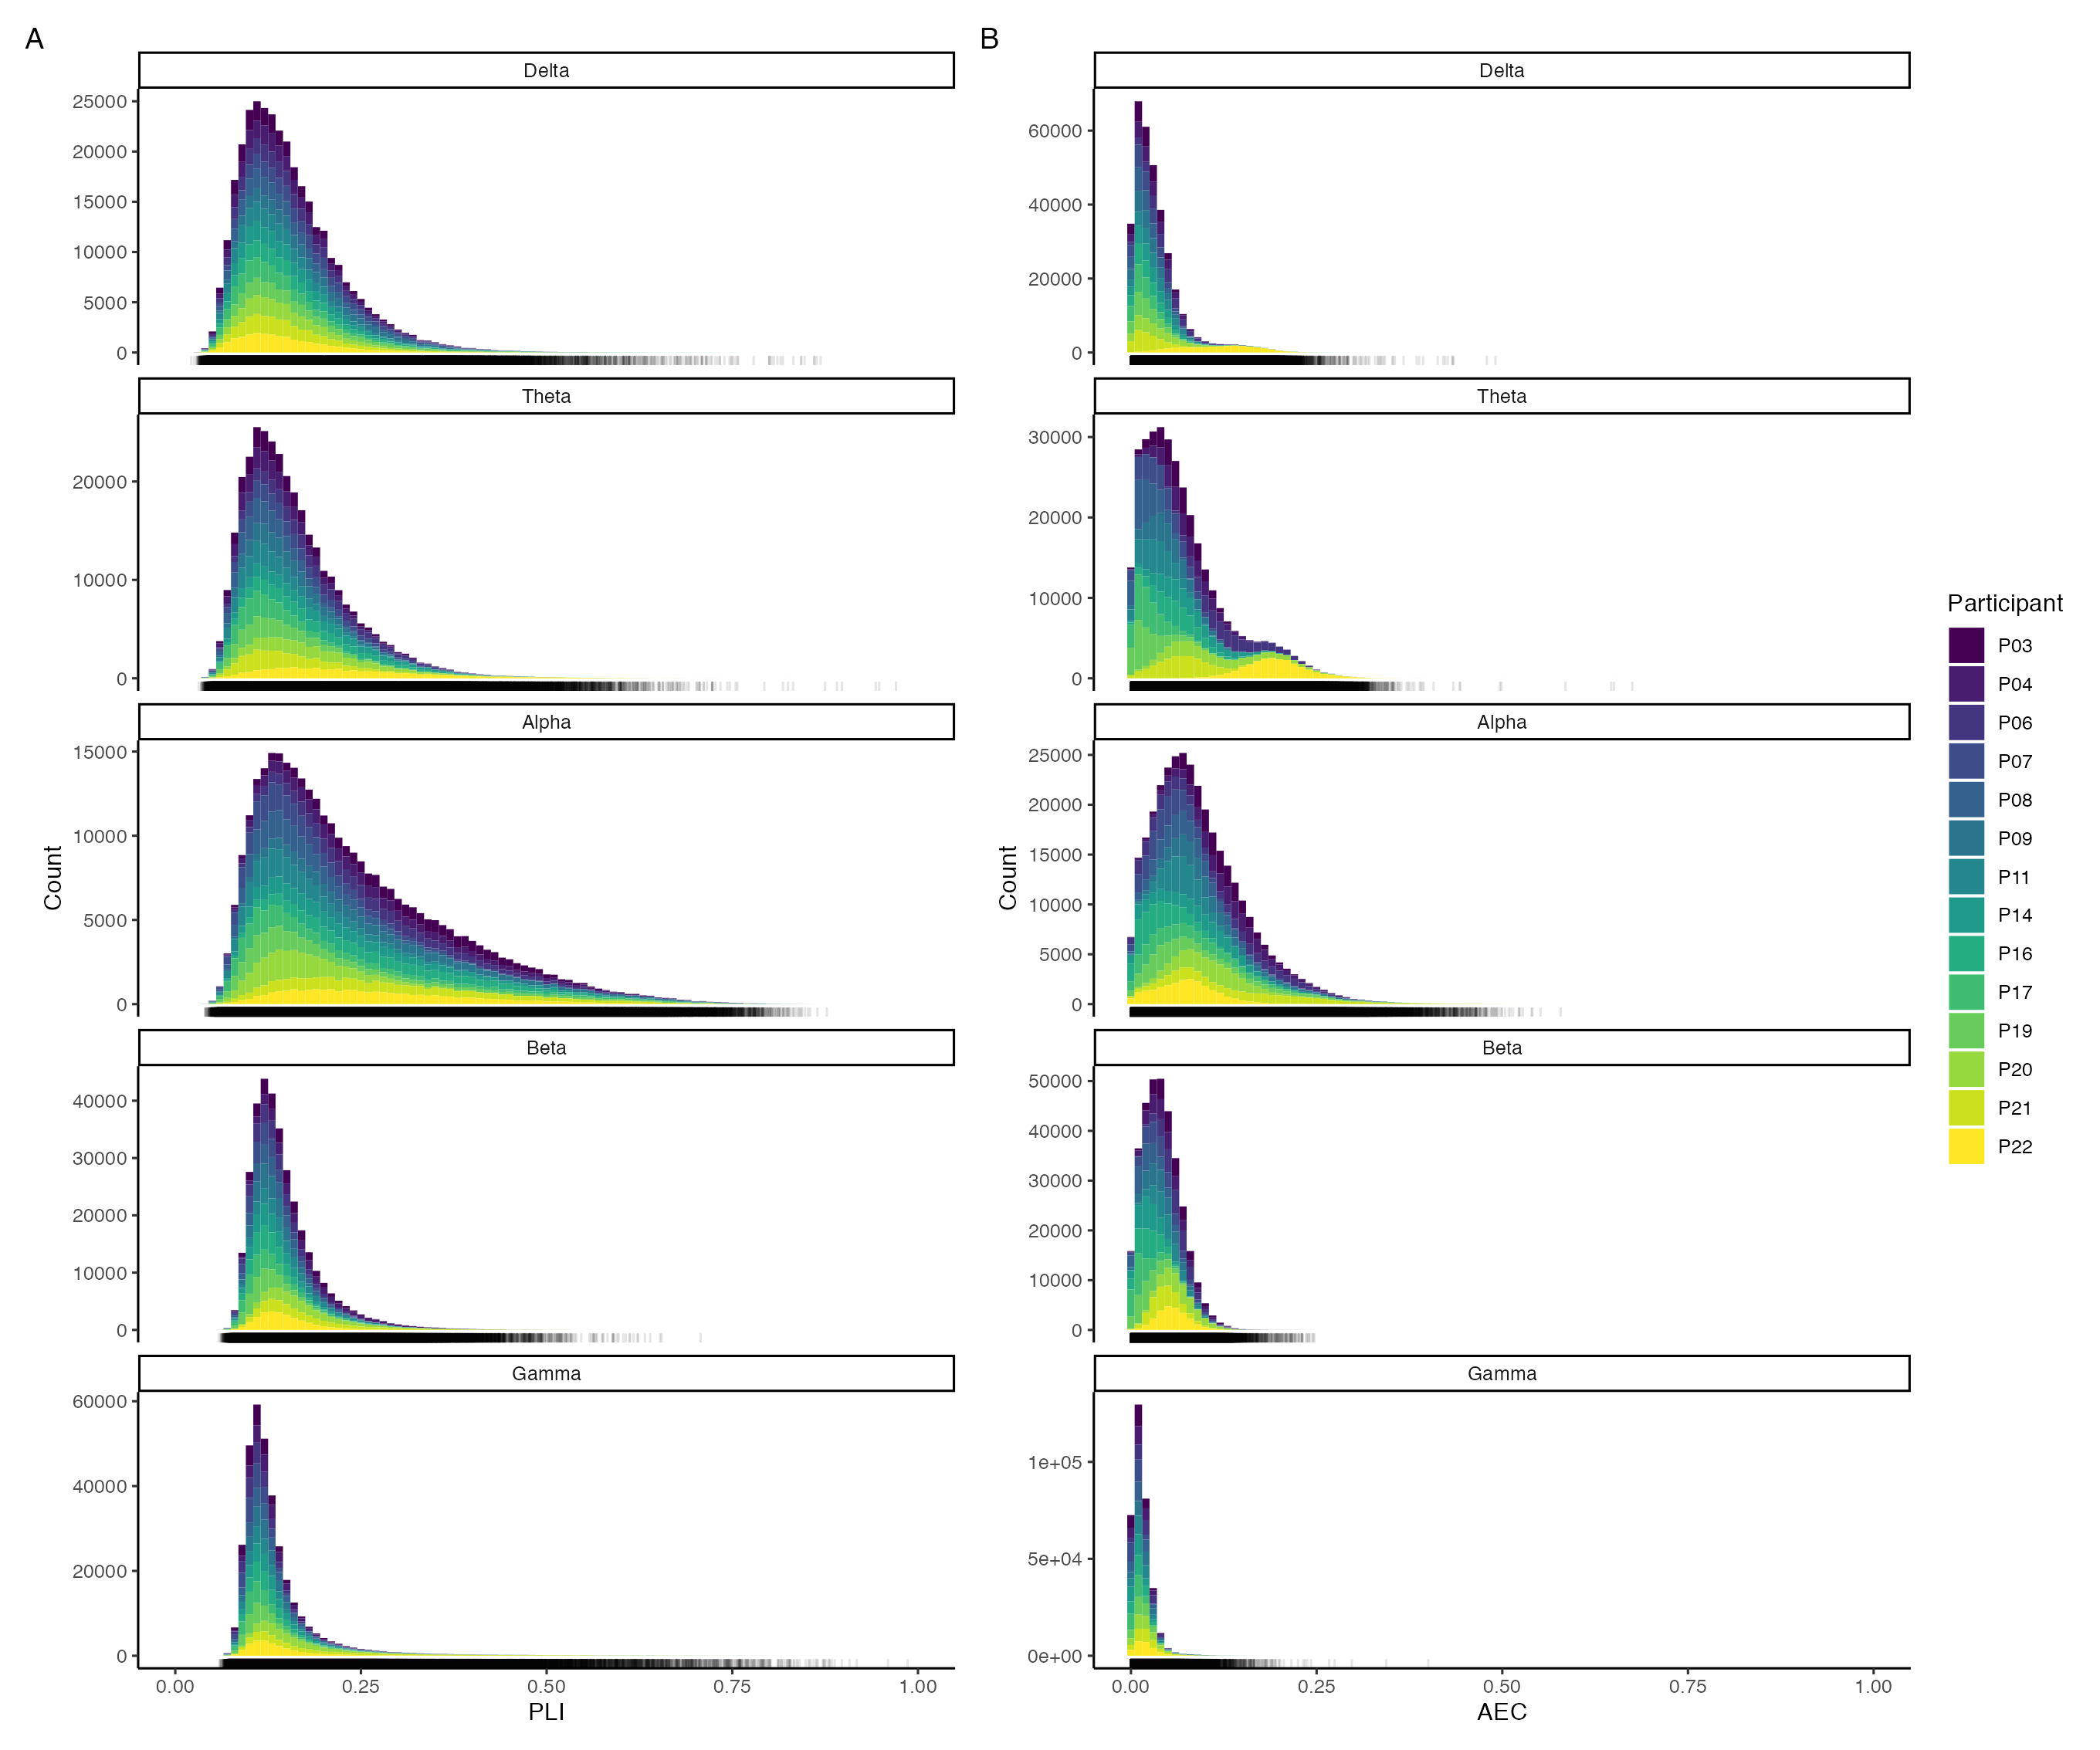 A
Delta
25000
20000
15000
10000
5000
0
Theta
20000
10000
0
Alpha
15000
10000
5000
0
Beta
40000
30000
20000
10000
0
Gamma
60000
40000
20000
0
0.00 0.25 0.50 0.75 1.00
PLI
Count
B
Delta
60000
40000
20000
0
Theta
30000
20000
10000
0
Alpha
25000
20000
15000
10000
5000
0
Beta
50000
40000
30000
20000
10000
0
Gamma
1e+05
5e+04
0e+00
0.00 0.25 0.50 0.75 1.00
AEC
Count
Participant
P03
P04
P06
P07
P08
P09
P11
P14
P16
P17
P19
P20
P21
P22